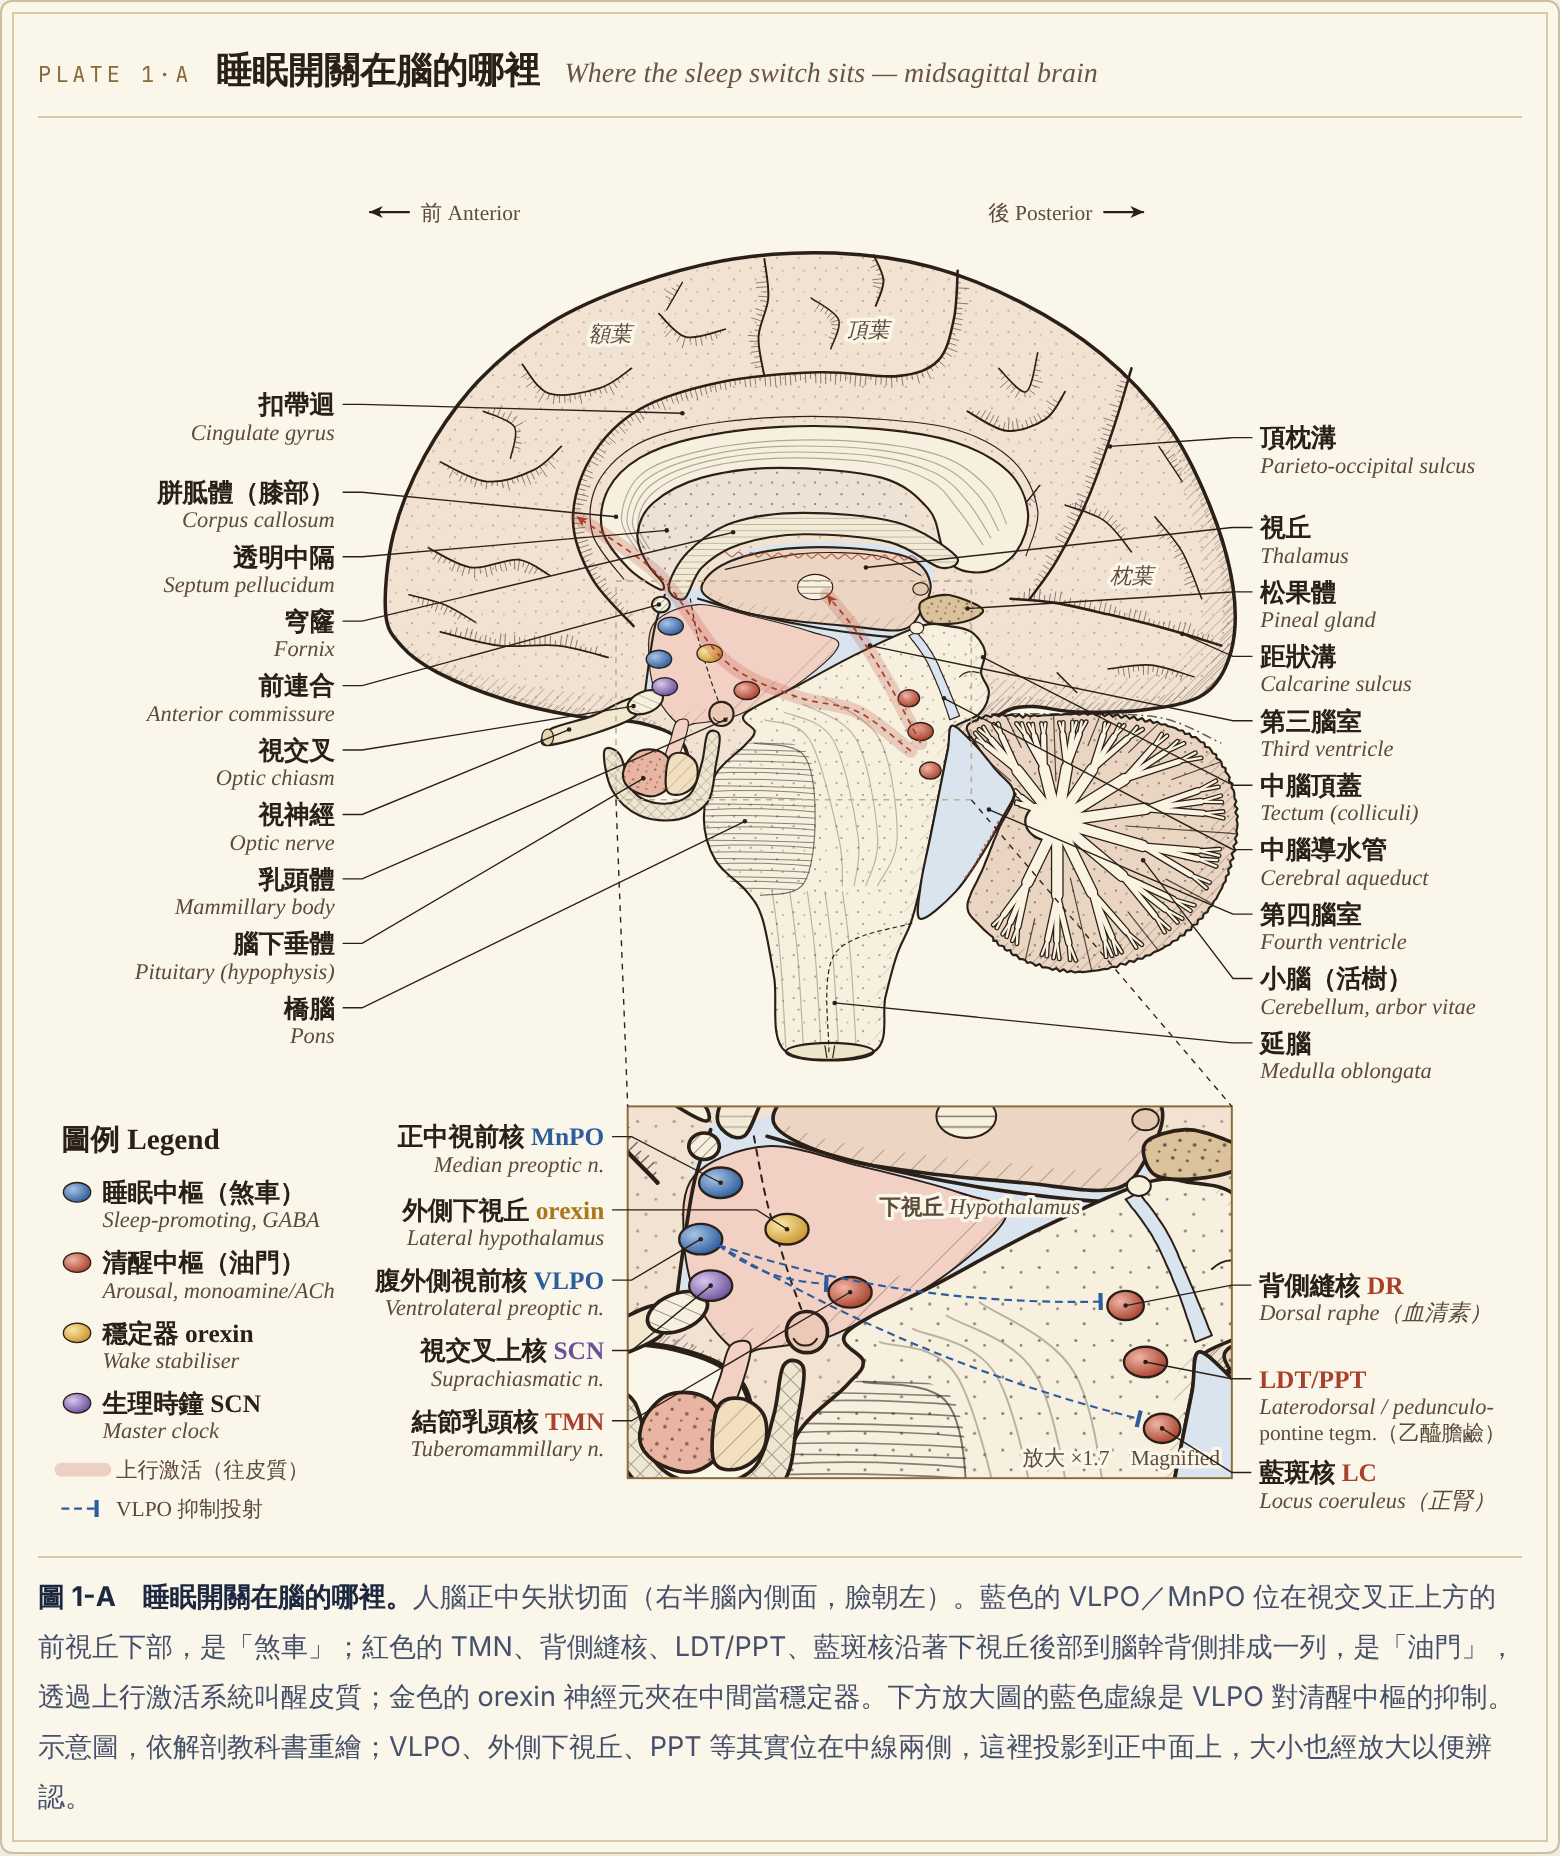 PLATE 1·A 睡眠開關在腦的哪裡 Where the sleep switch sits — midsagittal brain
前 Anterior
後 Posterior
額葉
頂葉
枕葉
扣帶迴
Cingulate gyrus
胼胝體（膝部）
Corpus callosum
透明中隔
Septum pellucidum
穹窿
Fornix
前連合
Anterior commissure
視交叉
Optic chiasm
視神經
Optic nerve
乳頭體
Mammillary body
腦下垂體
Pituitary (hypophysis)
橋腦
Pons
頂枕溝
Parieto-occipital sulcus
視丘
Thalamus
松果體
Pineal gland
距狀溝
Calcarine sulcus
第三腦室
Third ventricle
中腦頂蓋
Tectum (colliculi)
中腦導水管
Cerebral aqueduct
第四腦室
Fourth ventricle
小腦（活樹）
Cerebellum, arbor vitae
延腦
Medulla oblongata
圖例 Legend
睡眠中樞（煞車）
Sleep-promoting, GABA
清醒中樞（油門）
Arousal, monoamine/ACh
穩定器 orexin
Wake stabiliser
生理時鐘 SCN
Master clock
上行激活（往皮質）
VLPO 抑制投射
正中視前核 MnPO
Median preoptic n.
外側下視丘 orexin
Lateral hypothalamus
腹外側視前核 VLPO
Ventrolateral preoptic n.
視交叉上核 SCN
Suprachiasmatic n.
結節乳頭核 TMN
Tuberomammillary n.
下視丘 Hypothalamus
放大 ×1.7 Magnified
背側縫核 DR
Dorsal raphe（血清素）
LDT/PPT
Laterodorsal / pedunculo-
pontine tegm.（乙醯膽鹼）
藍斑核 LC
Locus coeruleus（正腎）
圖 1-A 睡眠開關在腦的哪裡。人腦正中矢狀切面（右半腦內側面，臉朝左）。藍色的 VLPO／MnPO 位在視交叉正上方的
前視丘下部，是「煞車」；紅色的 TMN、背側縫核、LDT/PPT、藍斑核沿著下視丘後部到腦幹背側排成一列，是「油門」，
透過上行激活系統叫醒皮質；金色的 orexin 神經元夾在中間當穩定器。下方放大圖的藍色虛線是 VLPO 對清醒中樞的抑制。
示意圖，依解剖教科書重繪；VLPO、外側下視丘、PPT 等其實位在中線兩側，這裡投影到正中面上，大小也經放大以便辨
認。